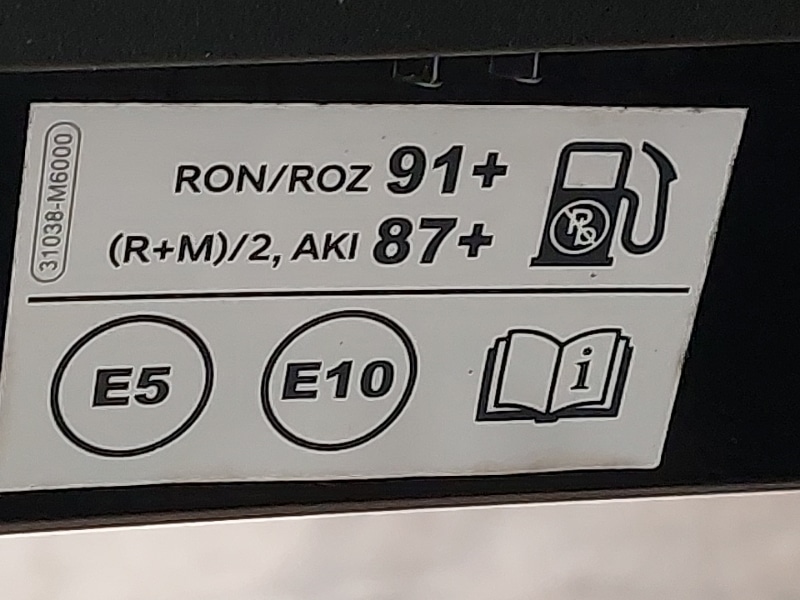 31038-M6000
RON/ROZ 91+
(R+M)/2, AKI 87+
Pb
E5 E10 i